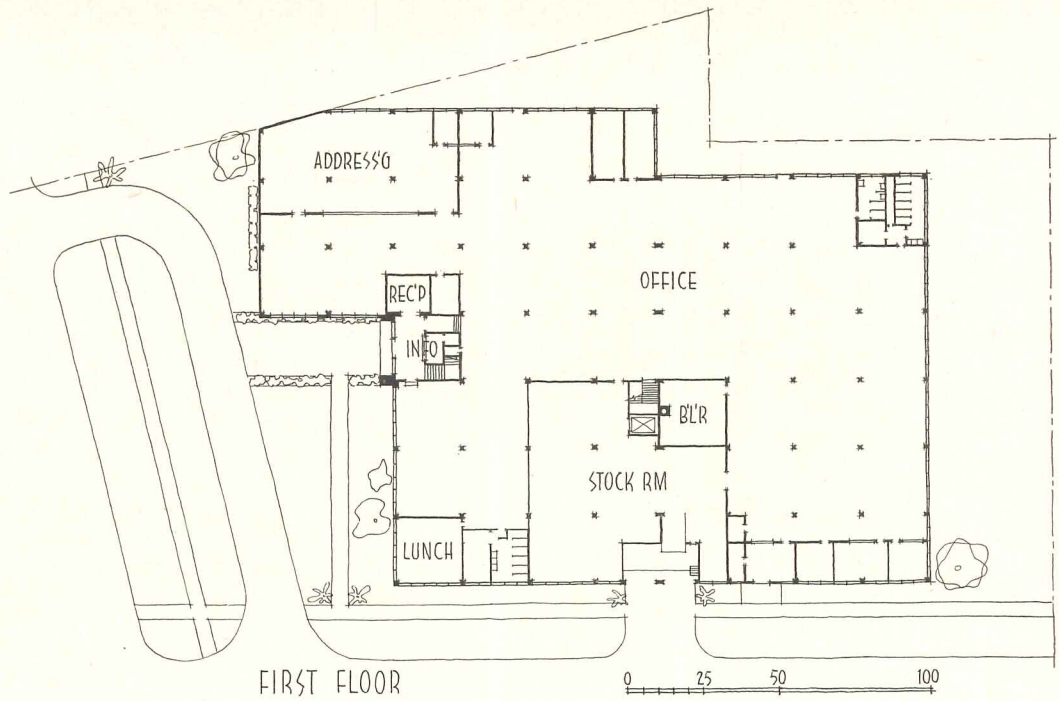 ADDRESS'G
OFFICE
REC'P
INFO
B'L'R
STOCK RM
LUNCH
FIRST FLOOR
0 25 50 100